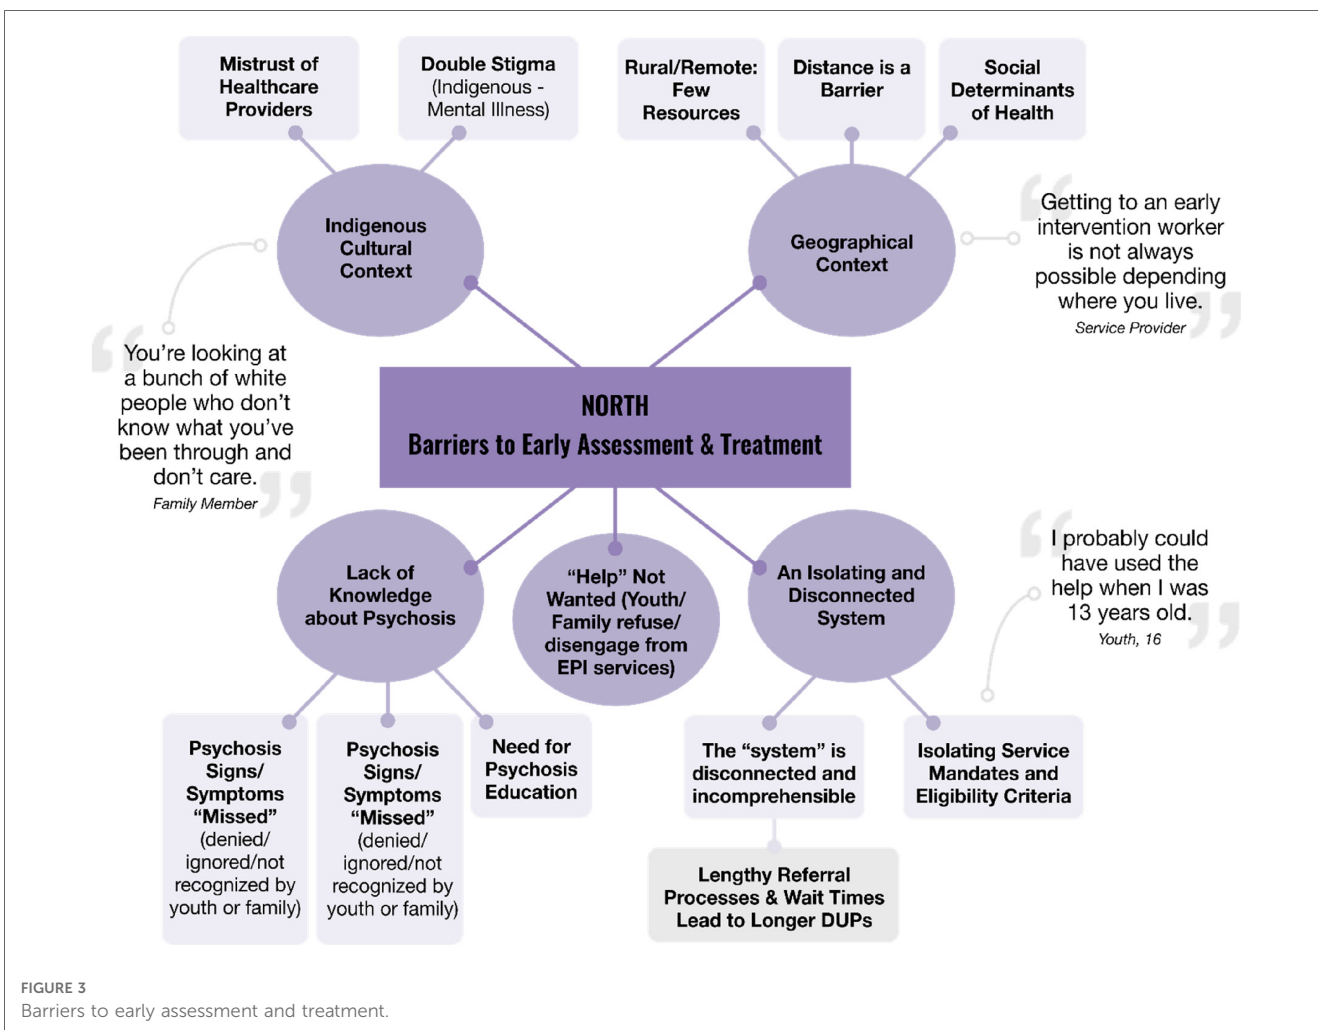 Mistrust of
Healthcare
Providers
Double Stigma
(Indigenous -
Mental Illness)
Rural/Remote:
Few
Resources
Distance is a
Barrier
Social
Determinants
of Health
Indigenous
Cultural
Context
Geographical
Context
“
Getting to an early
intervention worker
is not always
possible depending
where you live.
Service Provider
”
“
You’re looking at
a bunch of white
people who don’t
know what you’ve
been through and
don’t care.
Family Member
”
NORTH
Barriers to Early Assessment & Treatment
Lack of
Knowledge
about Psychosis
“Help” Not
Wanted (Youth/
Family refuse/
disengage from
EPI services)
An Isolating and
Disconnected
System
“
I probably could
have used the
help when I was
13 years old.
Youth, 16
”
Psychosis
Signs/
Symptoms
“Missed”
(denied/
ignored/not
recognized by
youth or family)
Psychosis
Signs/
Symptoms
“Missed”
(denied/
ignored/not
recognized by
youth or family)
Need for
Psychosis
Education
The “system” is
disconnected and
incomprehensible
Isolating Service
Mandates and
Eligibility Criteria
Lengthy Referral
Processes & Wait Times
Lead to Longer DUPs
FIGURE 3
Barriers to early assessment and treatment.